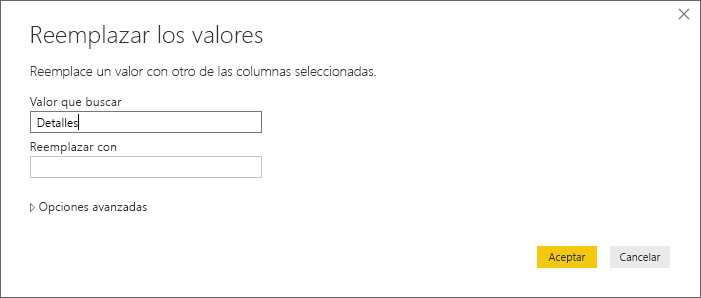 Reemplazar los valores
Reemplace un valor con otro de las columnas seleccionadas.
Valor que buscar
Detalles
Reemplazar con
Opciones avanzadas
Aceptar Cancelar